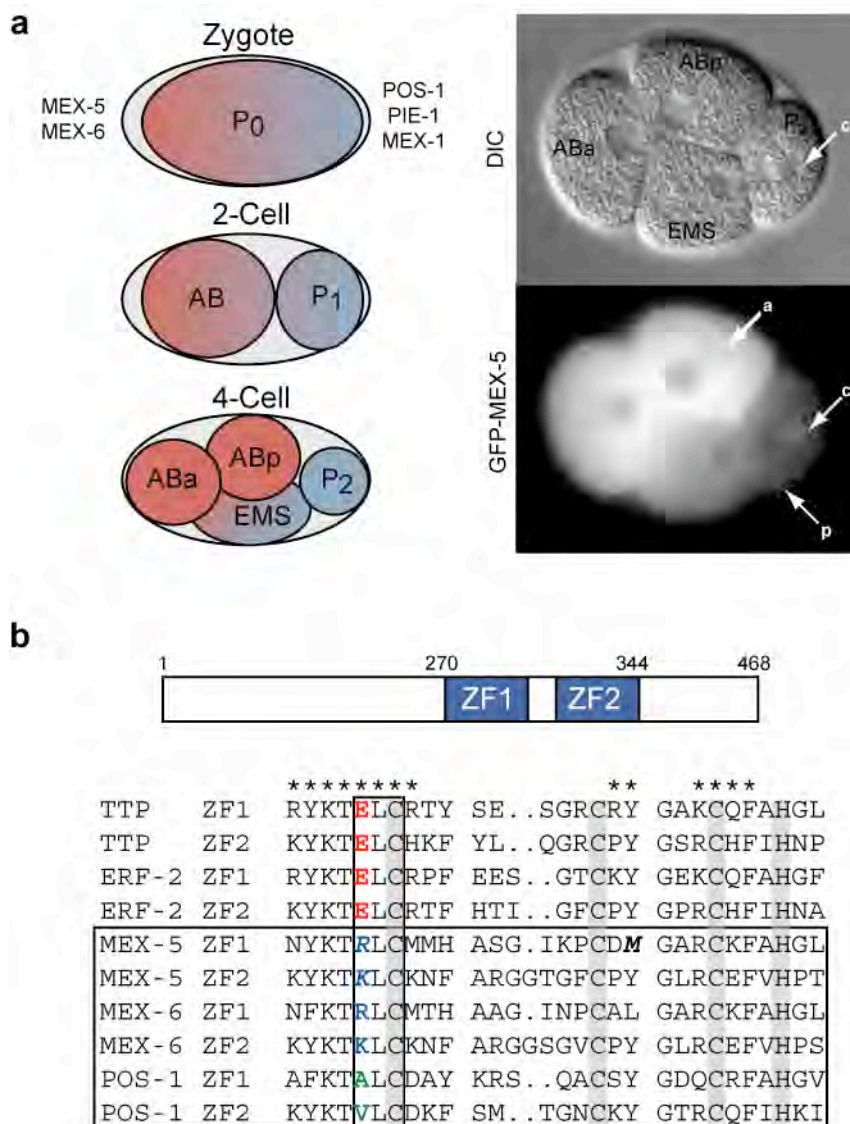 a
Zygote
MEX-5
MEX-6
P0
POS-1
PIE-1
MEX-1
2-Cell
AB
P1
4-Cell
ABa
ABp
EMS
P2
DIC
ABp
ABa
P2
EMS
c
GFP-MEX-5
a
c
p
b
1 270 344 468
ZF1 ZF2
******** ** ****
TTP ZF1 RYKTELCRTY SE..SGRCRY GAKCQFAHGL
TTP ZF2 KYKTELCHKF YL..QGRCPY GSRCHFIHNP
ERF-2 ZF1 RYKTELCRPF EES..GTCKY GEKCQFAHGF
ERF-2 ZF2 KYKTELCRTF HTI..GFCPY GPRCHFIHNA
MEX-5 ZF1 NYKTRLCMMH ASG.IKPCDM GARCKFAHGL
MEX-5 ZF2 KYKTKLCKNF ARGGTGFCPY GLRCEFVHPT
MEX-6 ZF1 NFKTRLCMTH AAG.INPCAL GARCKFAHGL
MEX-6 ZF2 KYKTKLCKNF ARGGSGVCPY GLRCEFVHPS
POS-1 ZF1 AFKTALCDAY KRS..QACSY GDQCRFAHGV
POS-1 ZF2 KYKTVLCDKF SM..TGNCKY GTRCQFIHKI